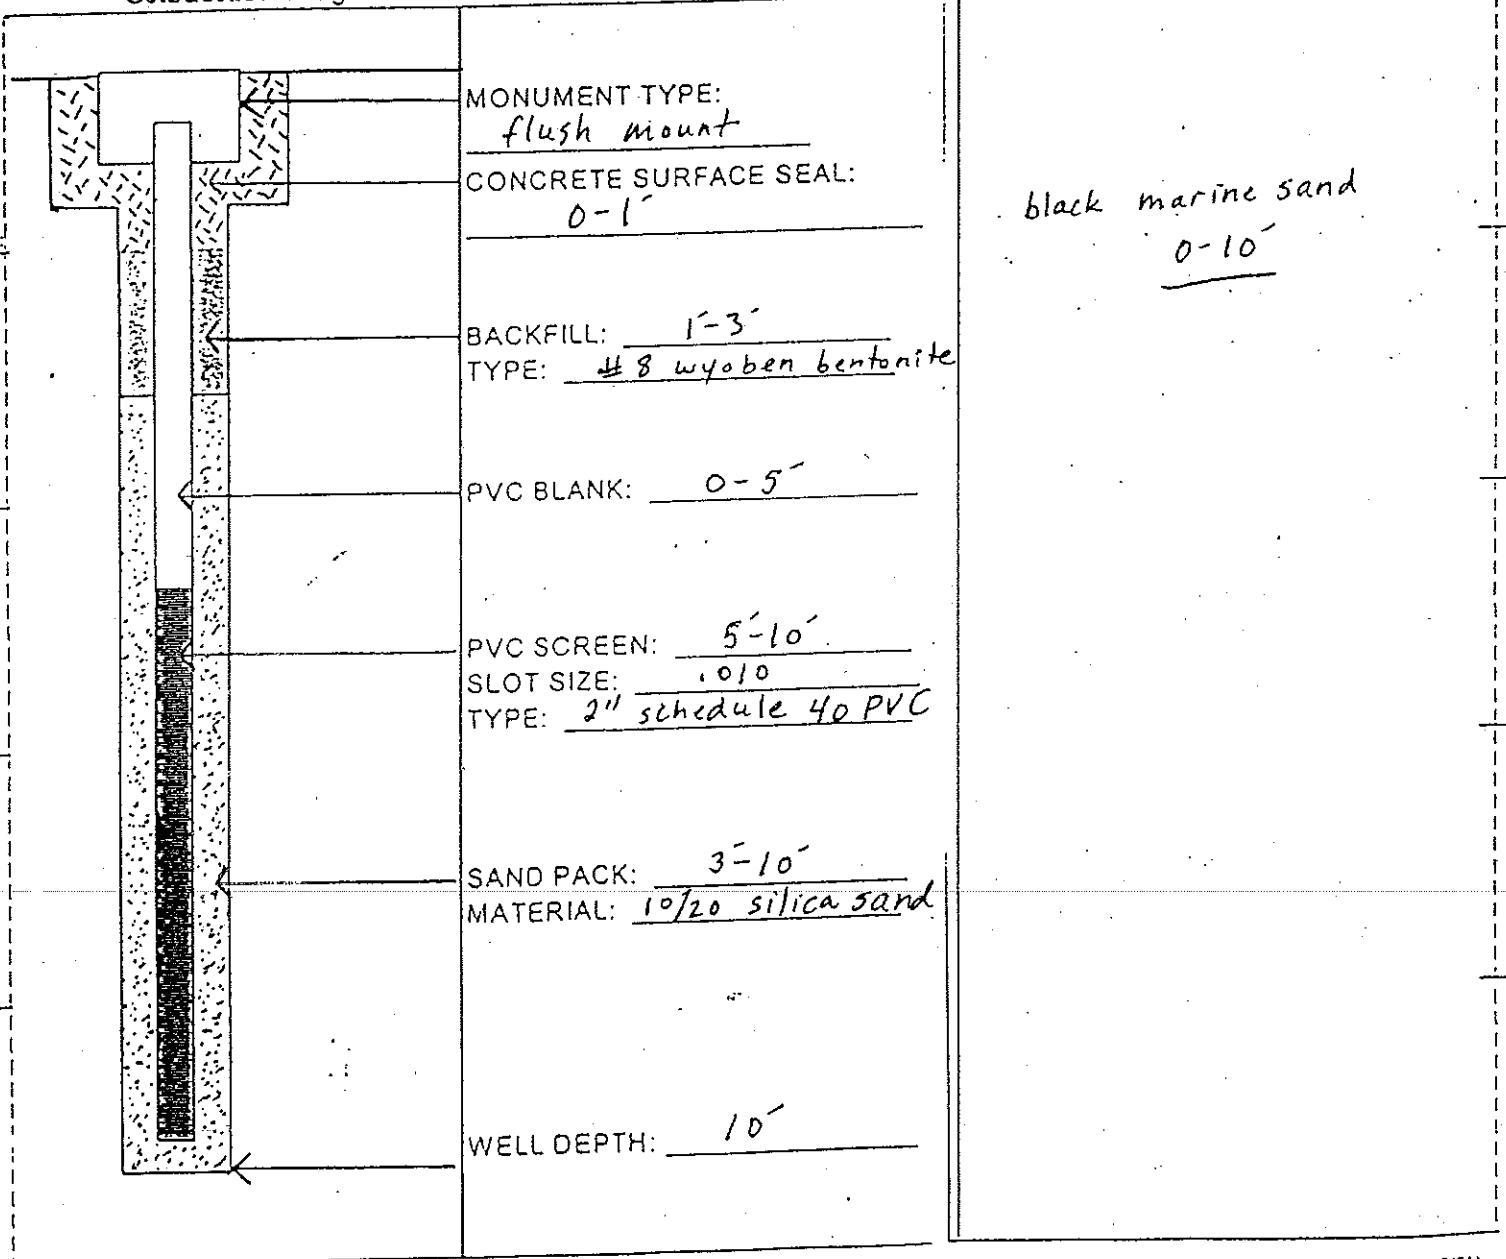 MONUMENT TYPE:
flush mount
CONCRETE SURFACE SEAL:
0-1'
BACKFILL: 1'-3'
TYPE: #8 wyoben bentonite
PVC BLANK: 0-5'
PVC SCREEN: 5'-10'
SLOT SIZE: .010
TYPE: 2" schedule 40 PVC
SAND PACK: 3'-10'
MATERIAL: 10/20 silica sand
WELL DEPTH: 10'
black marine sand
0-10'